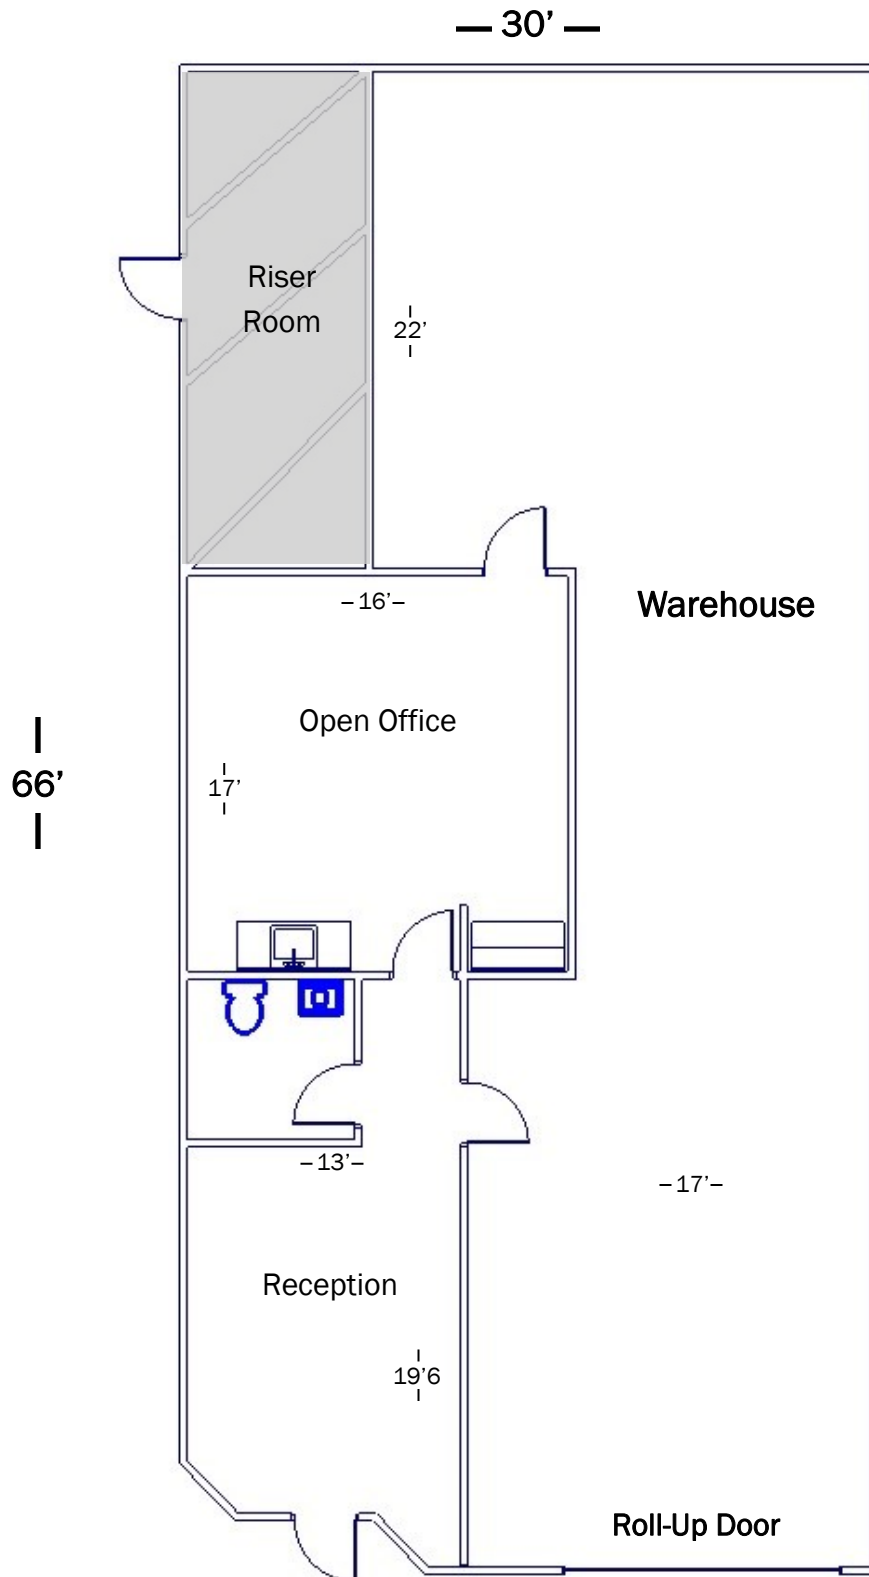 30’
Riser
Room
22’
16’
Warehouse
Open Office
66’
17’
13’
17’
Reception
19’6
Roll-Up Door